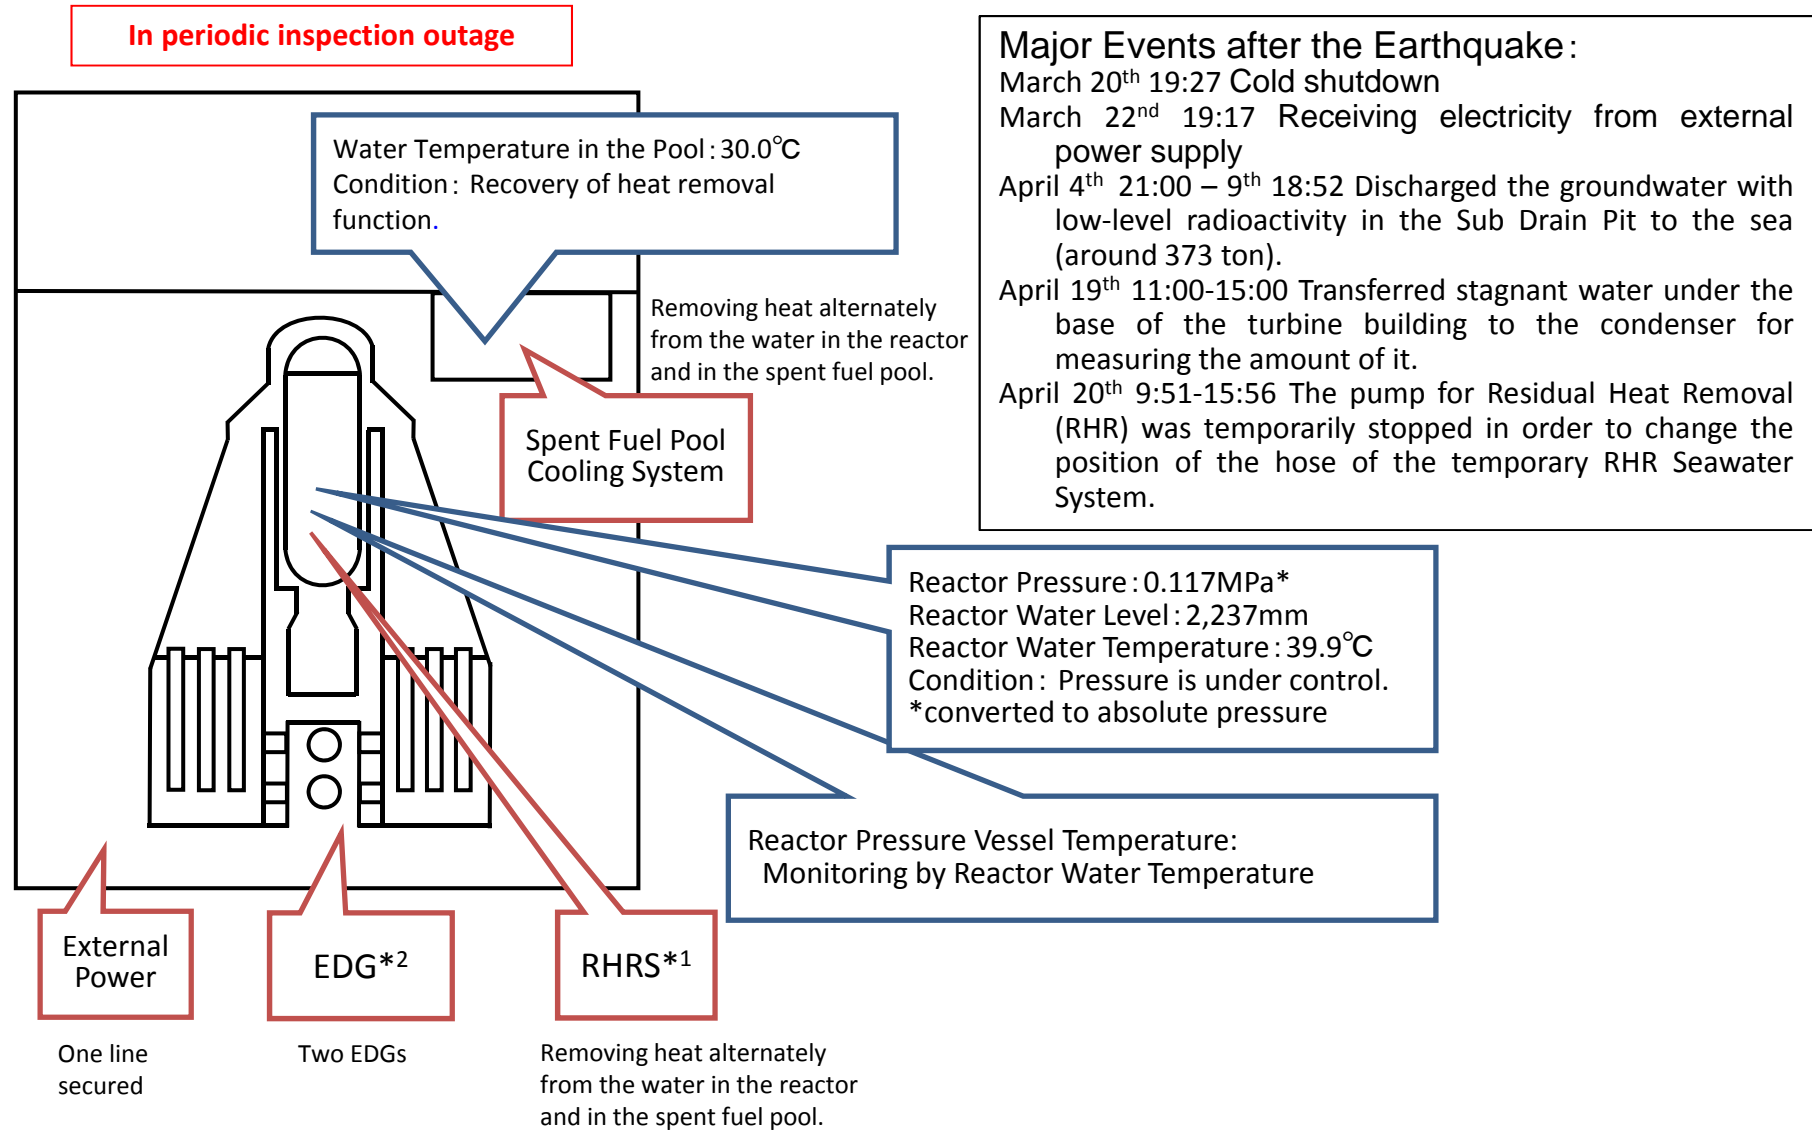 In periodic inspection outage
Water Temperature in the Pool : 30.0℃
Condition : Recovery of heat removal
function.
Removing heat alternately
from the water in the reactor
and in the spent fuel pool.
Spent Fuel Pool
Cooling System
Major Events after the Earthquake :
March 20th 19:27 Cold shutdown
March 22nd 19:17 Receiving electricity from external
power supply
April 4th 21:00 – 9th 18:52 Discharged the groundwater with
low-level radioactivity in the Sub Drain Pit to the sea
(around 373 ton).
April 19th 11:00-15:00 Transferred stagnant water under the
base of the turbine building to the condenser for
measuring the amount of it.
April 20th 9:51-15:56 The pump for Residual Heat Removal
(RHR) was temporarily stopped in order to change the
position of the hose of the temporary RHR Seawater
System.
Reactor Pressure : 0.117MPa*
Reactor Water Level : 2,237mm
Reactor Water Temperature : 39.9℃
Condition : Pressure is under control.
*converted to absolute pressure
Reactor Pressure Vessel Temperature:
Monitoring by Reactor Water Temperature
External
Power
EDG*2
RHRS*1
One line
secured
Two EDGs
Removing heat alternately
from the water in the reactor
and in the spent fuel pool.